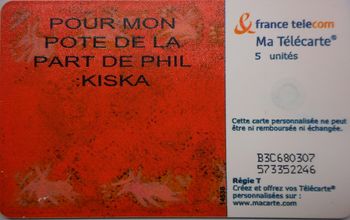 POUR MON
POTE DE LA
PART DE PHIL
KISKA
france telecom
Ma Télécarte®
5 unités
Cette carte personnalisée ne peut
être ni remboursée ni échangée.
B3C680307
573352246
Régie T
Créez et offrez vos Télécarte®
personnalisées sur :
www.macarte.com